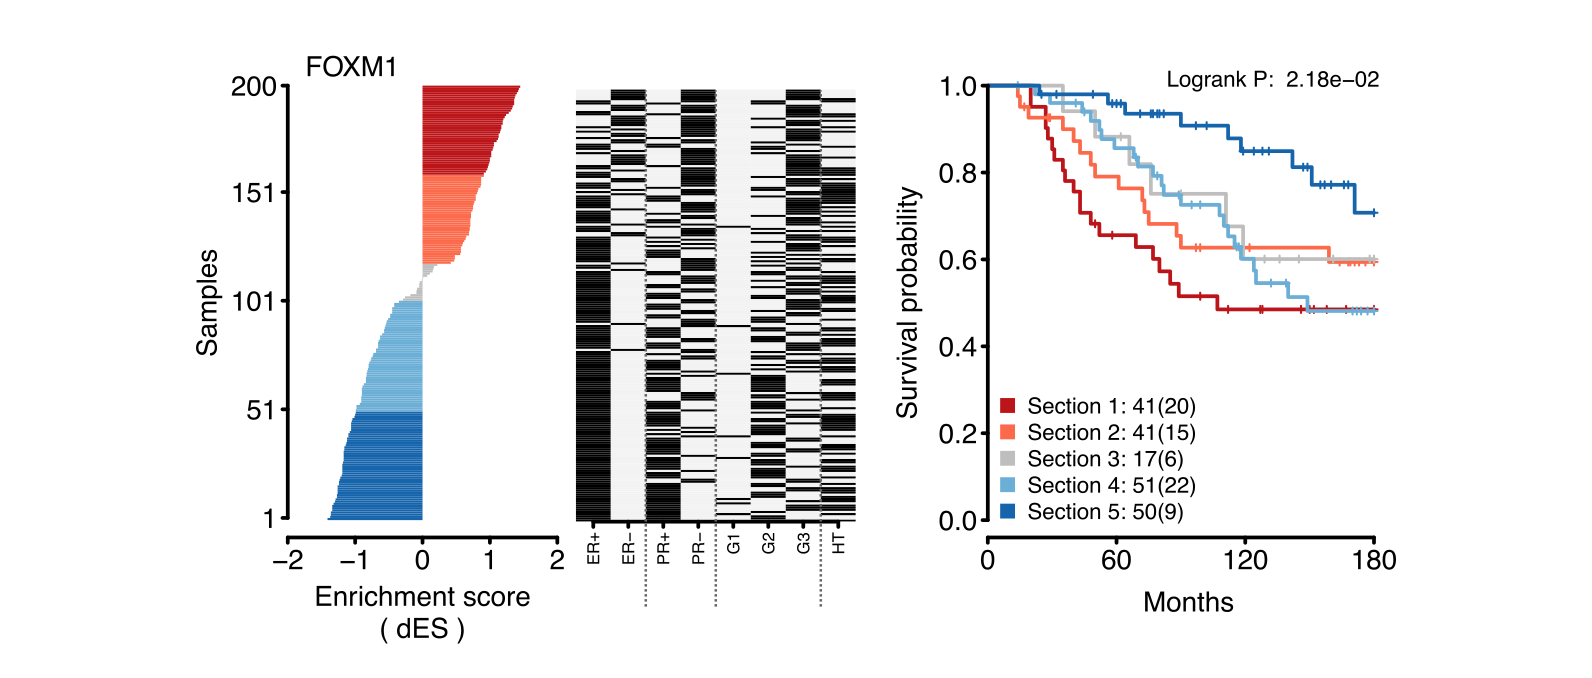 FOXM1
200
151
101
51
1
Samples
−2 −1 0 1 2
Enrichment score
( dES )
ER+ ER− PR+ PR− G1 G2 G3 HT
Logrank P: 2.18e−02
1.0
0.8
0.6
0.4
0.2
0.0
Survival probability
Section 1: 41(20)
Section 2: 41(15)
Section 3: 17(6)
Section 4: 51(22)
Section 5: 50(9)
0 60 120 180
Months